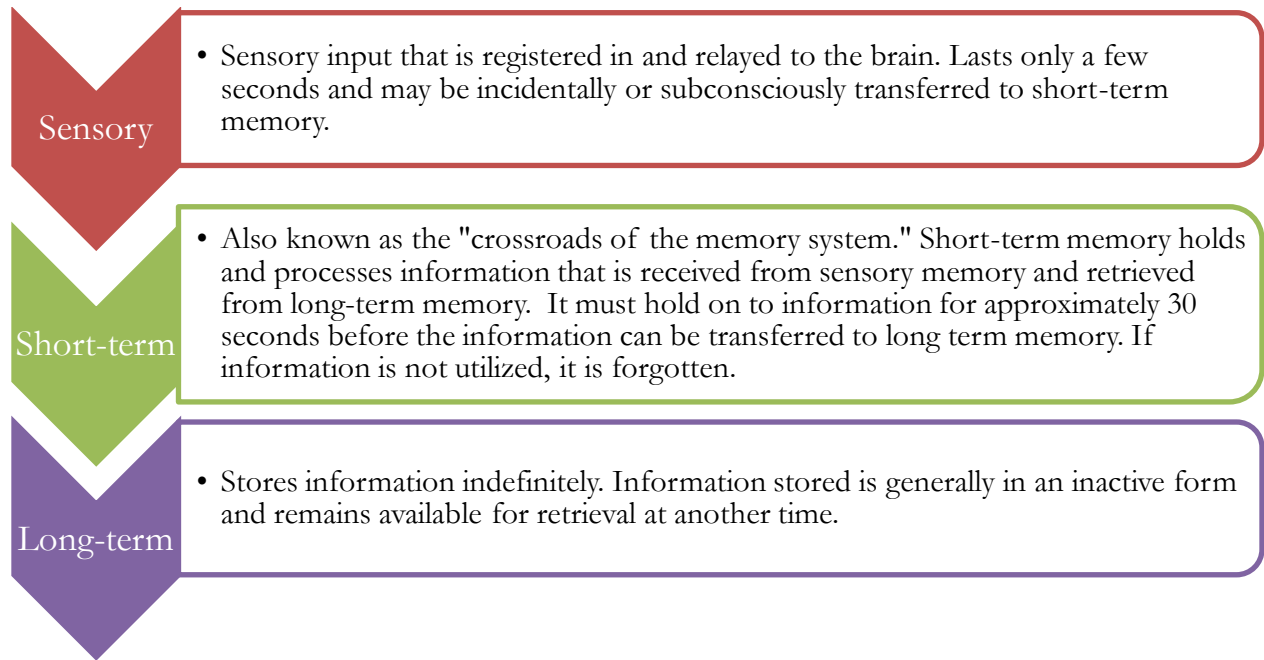 Sensory
• Sensory input that is registered in and relayed to the brain. Lasts only a few
seconds and may be incidentally or subconsciously transferred to short-term
memory.
Short-term
• Also known as the "crossroads of the memory system." Short-term memory holds
and processes information that is received from sensory memory and retrieved
from long-term memory.  It must hold on to information for approximately 30
seconds before the information can be transferred to long term memory. If
information is not utilized, it is forgotten.
Long-term
• Stores information indefinitely. Information stored is generally in an inactive form
and remains available for retrieval at another time.